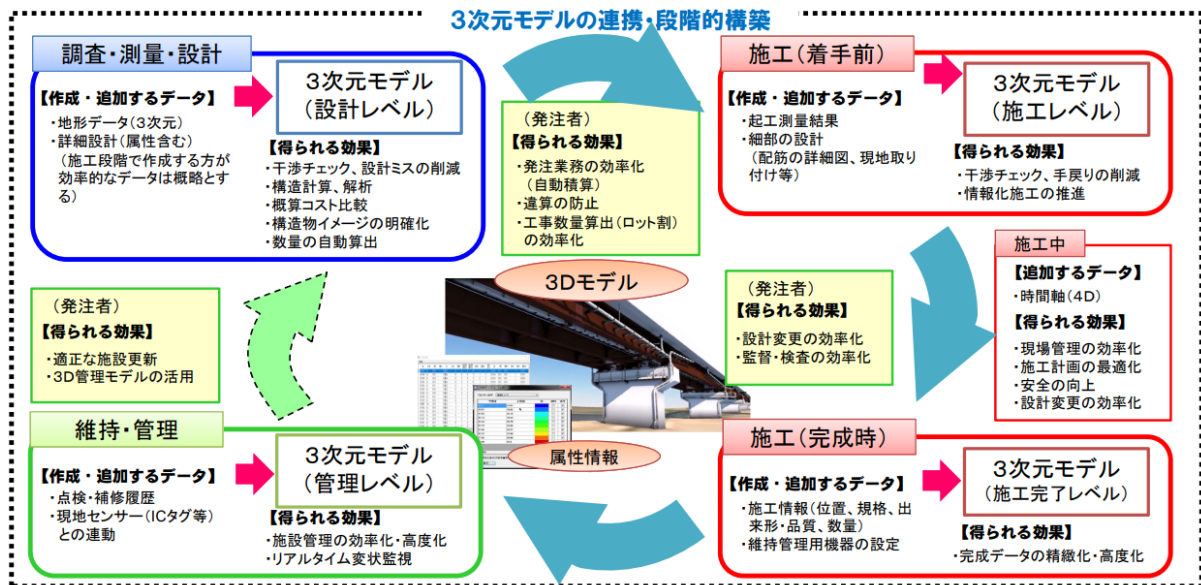 3次元モデルの連携・段階的構築
調査・測量・設計
【作成・追加するデータ】
・地形データ(3次元)
・詳細設計(属性含む)
(施工段階で作成する方が
効率的なデータは概略とす
る)
3次元モデル
(設計レベル)
【得られる効果】
・干渉チェック、設計ミスの削減
・構造計算、解析
・概算コスト比較
・構造物イメージの明確化
・数量の自動算出
(発注者)
【得られる効果】
・発注業務の効率化
(自動積算)
・違算の防止
・工事数量算出(ロット割)
の効率化
施工(着手前)
【作成・追加するデータ】
・起工測量結果
・細部の設計
(配筋の詳細図、現地取り
付け等)
3次元モデル
(施工レベル)
【得られる効果】
・干渉チェック、手戻りの削減
・情報化施工の推進
施工中
【追加するデータ】
・時間軸(4D)
【得られる効果】
・現場管理の効率化
・施工計画の最適化
・安全の向上
・設計変更の効率化
(発注者)
【得られる効果】
・設計変更の効率化
・監督・検査の効率化
3Dモデル
属性情報
(発注者)
【得られる効果】
・適正な施設更新
・3D管理モデルの活用
施工(完成時)
【作成・追加するデータ】
・施工情報(位置、規格、出
来形・品質、数量)
・維持管理用機器の設定
3次元モデル
(施工完了レベル)
【得られる効果】
・完成データの精緻化・高度化
維持・管理
【作成・追加するデータ】
・点検・補修履歴
・現地センサー(ICタグ等)
との連動
3次元モデル
(管理レベル)
【得られる効果】
・施設管理の効率化・高度化
・リアルタイム変状監視